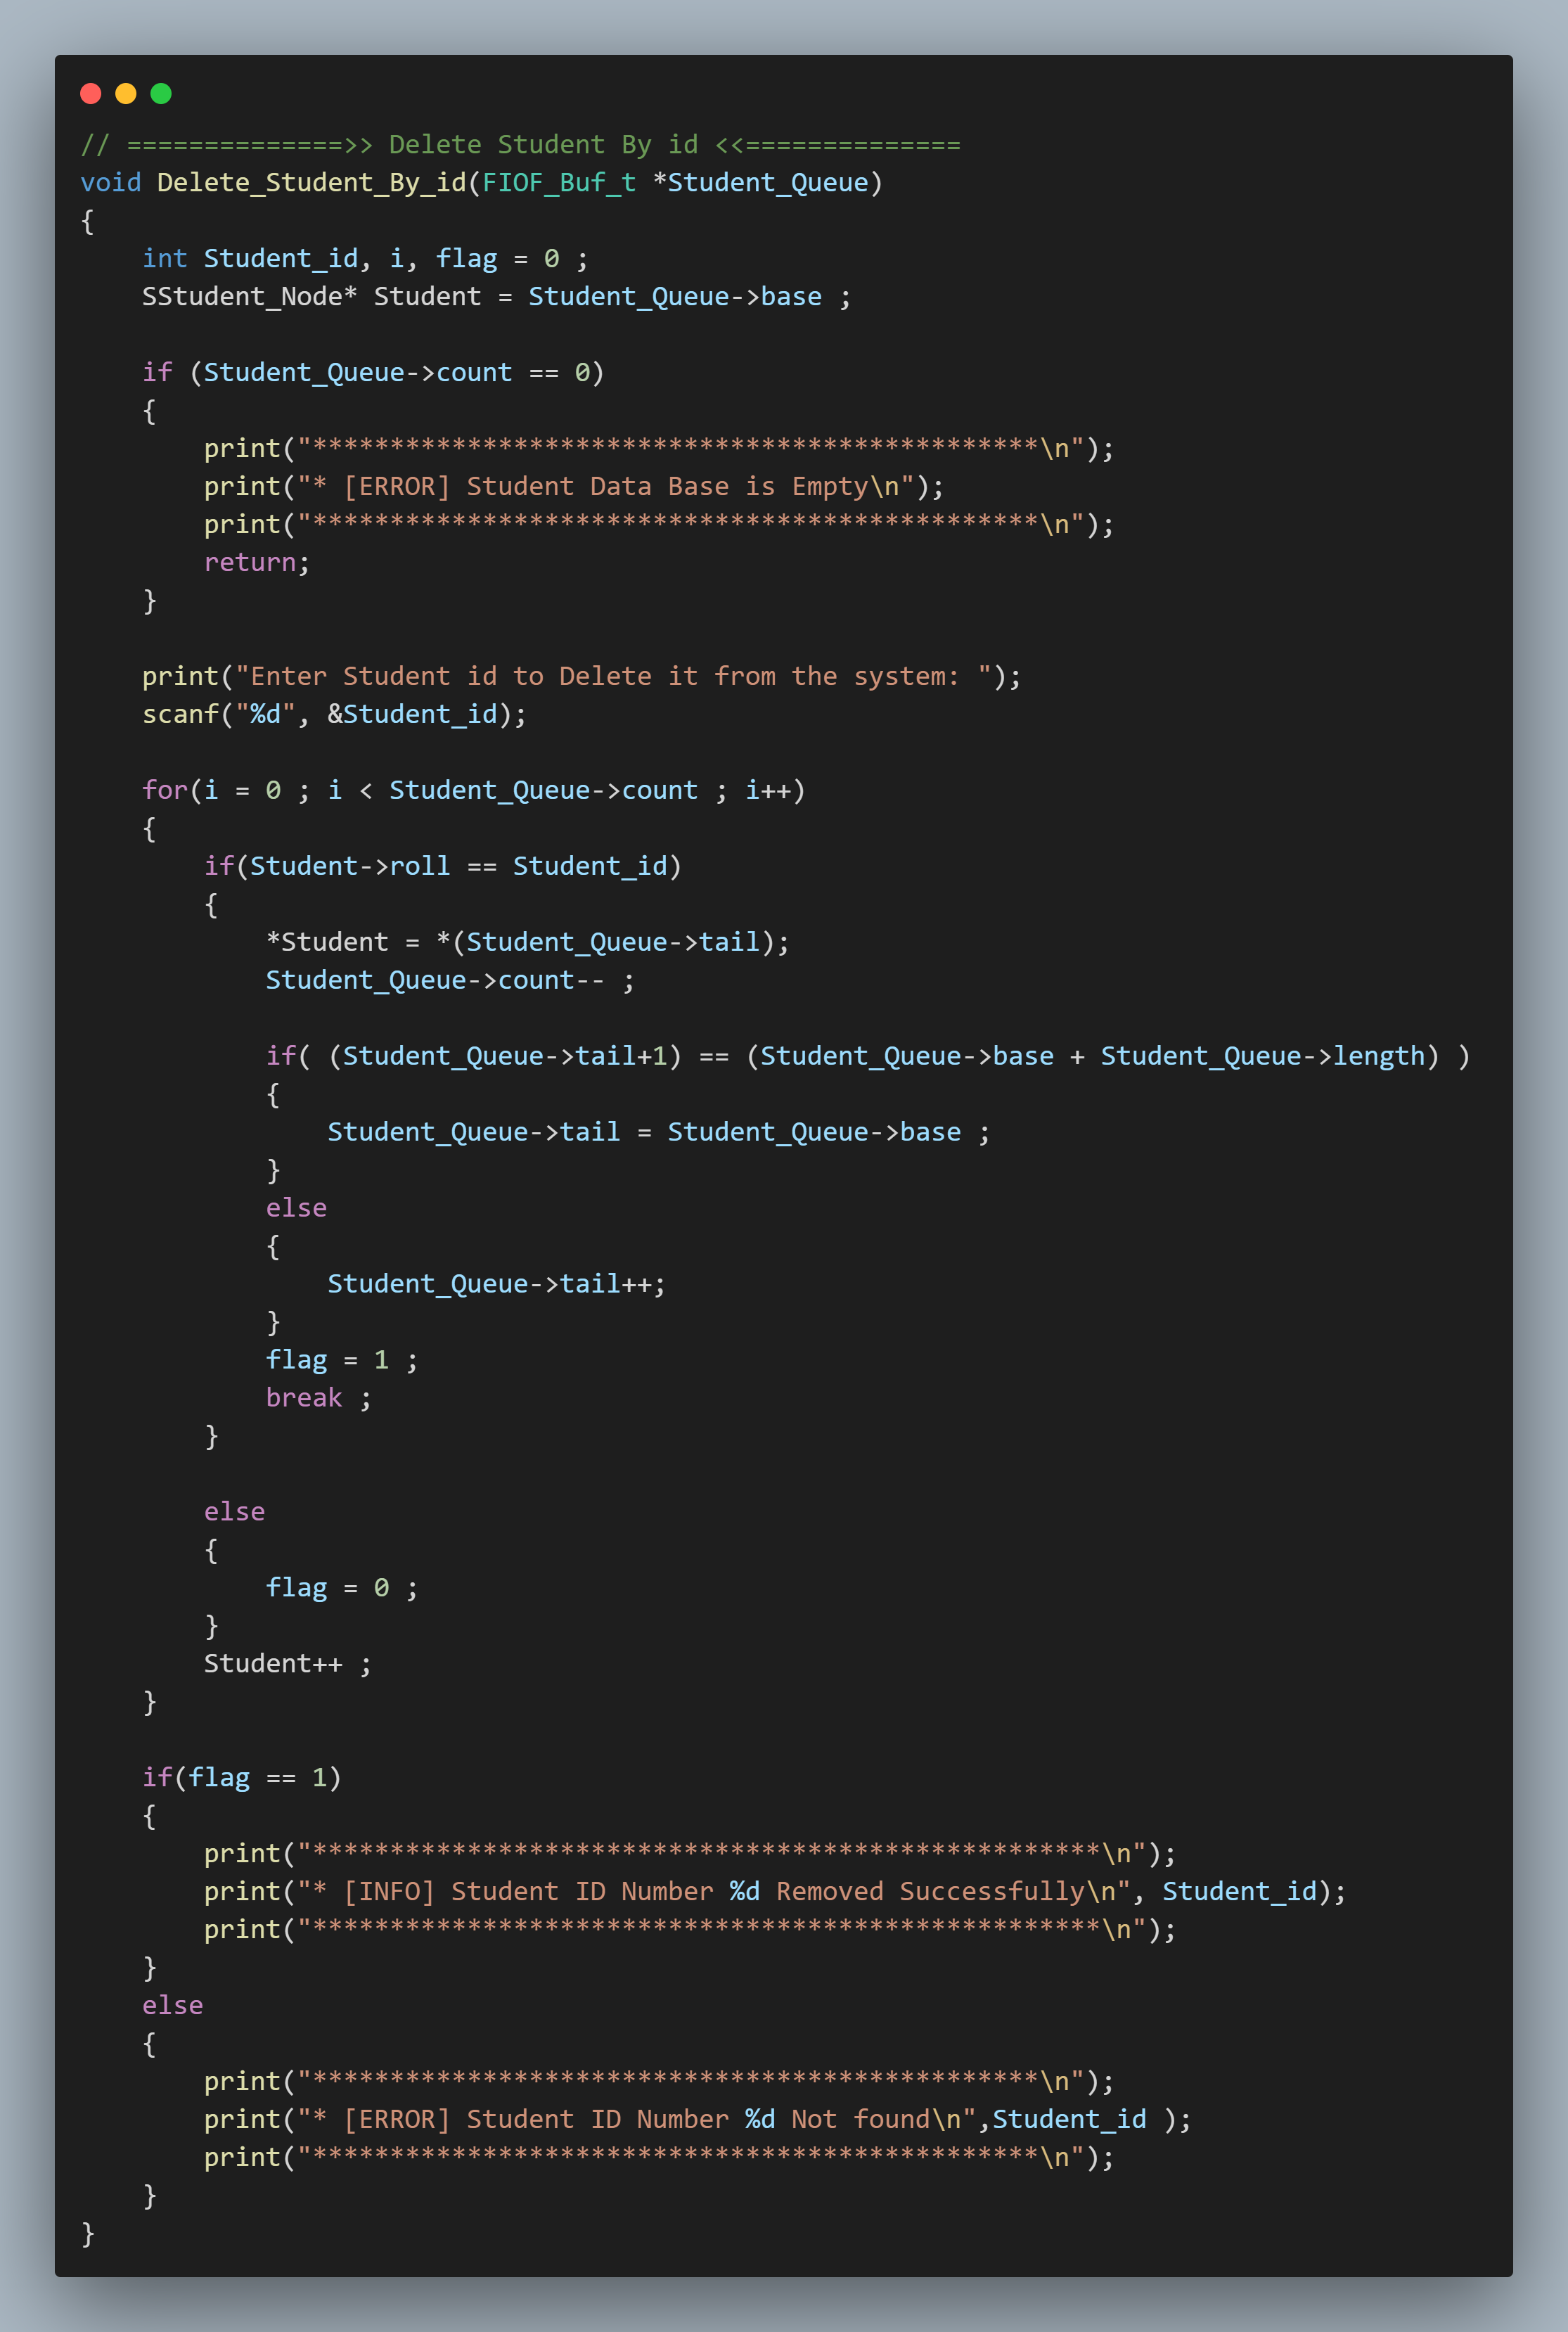 // ==============>> Delete Student By id <<==============
void Delete_Student_By_id(FIOF_Buf_t *Student_Queue)
{
    int Student_id, i, flag = 0 ;
    SStudent_Node* Student = Student_Queue->base ;

    if (Student_Queue->count == 0)
    {
        print("***********************************************\n");
        print("* [ERROR] Student Data Base is Empty\n");
        print("***********************************************\n");
        return;
    }

    print("Enter Student id to Delete it from the system: ");
    scanf("%d", &Student_id);

    for(i = 0 ; i < Student_Queue->count ; i++)
    {
        if(Student->roll == Student_id)
        {
            *Student = *(Student_Queue->tail);
            Student_Queue->count-- ;

            if( (Student_Queue->tail+1) == (Student_Queue->base + Student_Queue->length) )
            {
                Student_Queue->tail = Student_Queue->base ;
            }
            else
            {
                Student_Queue->tail++;
            }
            flag = 1 ;
            break ;
        }

        else
        {
            flag = 0 ;
        }
        Student++ ;
    }

    if(flag == 1)
    {
        print("***************************************************\n");
        print("* [INFO] Student ID Number %d Removed Successfully\n", Student_id);
        print("***************************************************\n");
    }
    else
    {
        print("***********************************************\n");
        print("* [ERROR] Student ID Number %d Not found\n",Student_id );
        print("***********************************************\n");
    }
}